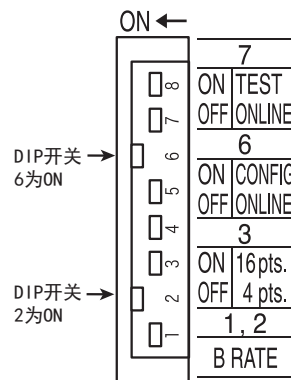 ON ←
8
7
DIP开关
6为ON
6
5
4
3
DIP开关
2为ON
2
1
7
ON TEST
OFF ONLINE
6
ON CONFIG
OFF ONLINE
3
ON 16 pts.
OFF 4 pts.
1, 2
B RATE